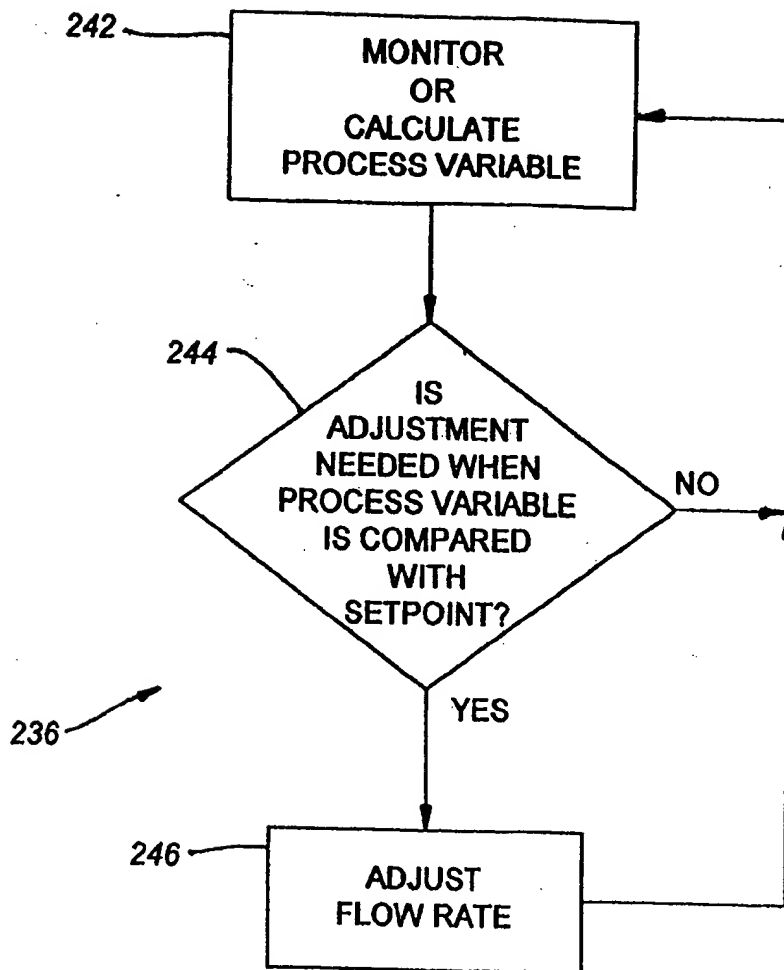 242
MONITOR
OR
CALCULATE
PROCESS VARIABLE
244
IS
ADJUSTMENT
NEEDED WHEN
PROCESS VARIABLE
IS COMPARED
WITH
SETPOINT?
NO
YES
236
246
ADJUST
FLOW RATE